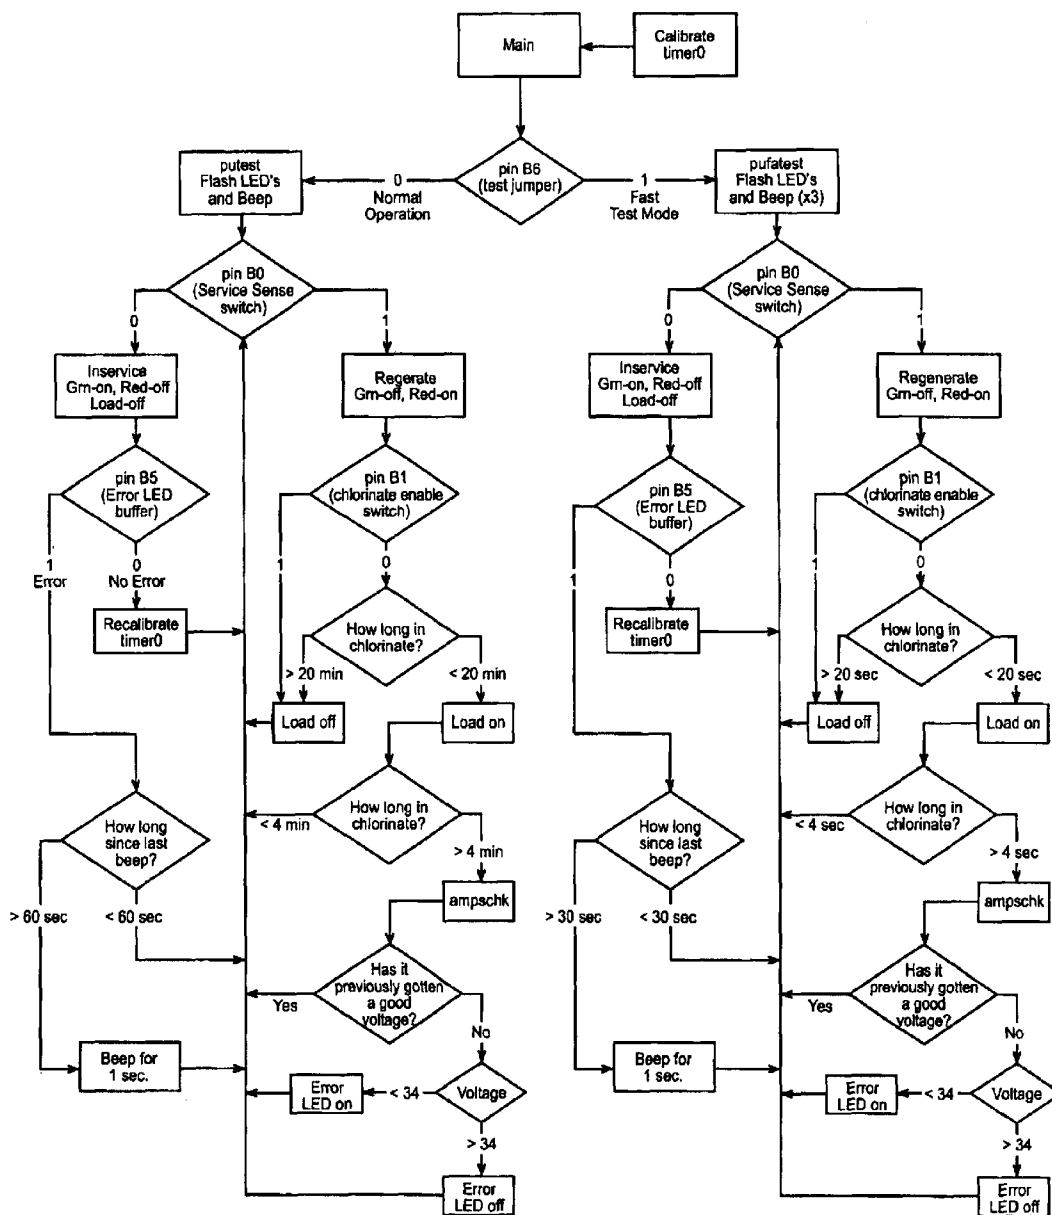 Main
Calibrate
timer0
pin B6
(test jumper)
0
Normal
Operation
1
Fast
Test Mode
putest
Flash LED's
and Beep
pin B0
(Service Sense
switch)
0
1
Inservice
Grn-on, Red-off
Load-off
Regerate
Grn-off, Red-on
pin B5
(Error LED
buffer)
pin B1
(chlorinate enable
switch)
1
Error
0
No Error
1
0
Recalibrate
timer0
How long in
chlorinate?
> 20 min
< 20 min
Load off
Load on
How long in
chlorinate?
< 4 min
> 4 min
How long
since last
beep?
> 60 sec
< 60 sec
ampschk
Has it
previously gotten
a good
voltage?
Yes
No
Beep for
1 sec.
Error
LED on
< 34
Voltage
> 34
Error
LED off
pufatest
Flash LED's
and Beep (x3)
pin B0
(Service Sense
switch)
0
1
Inservice
Grn-on, Red-off
Load-off
Regenerate
Grn-off, Red-on
pin B5
(Error LED
buffer)
pin B1
(chlorinate enable
switch)
1
0
1
0
Recalibrate
timer0
How long in
chlorinate?
> 20 sec
< 20 sec
Load off
Load on
How long in
chlorinate?
< 4 sec
> 4 sec
How long
since last
beep?
> 30 sec
< 30 sec
ampschk
Has it
previously gotten
a good
voltage?
Yes
No
Beep for
1 sec.
Error
LED on
< 34
Voltage
> 34
Error
LED off